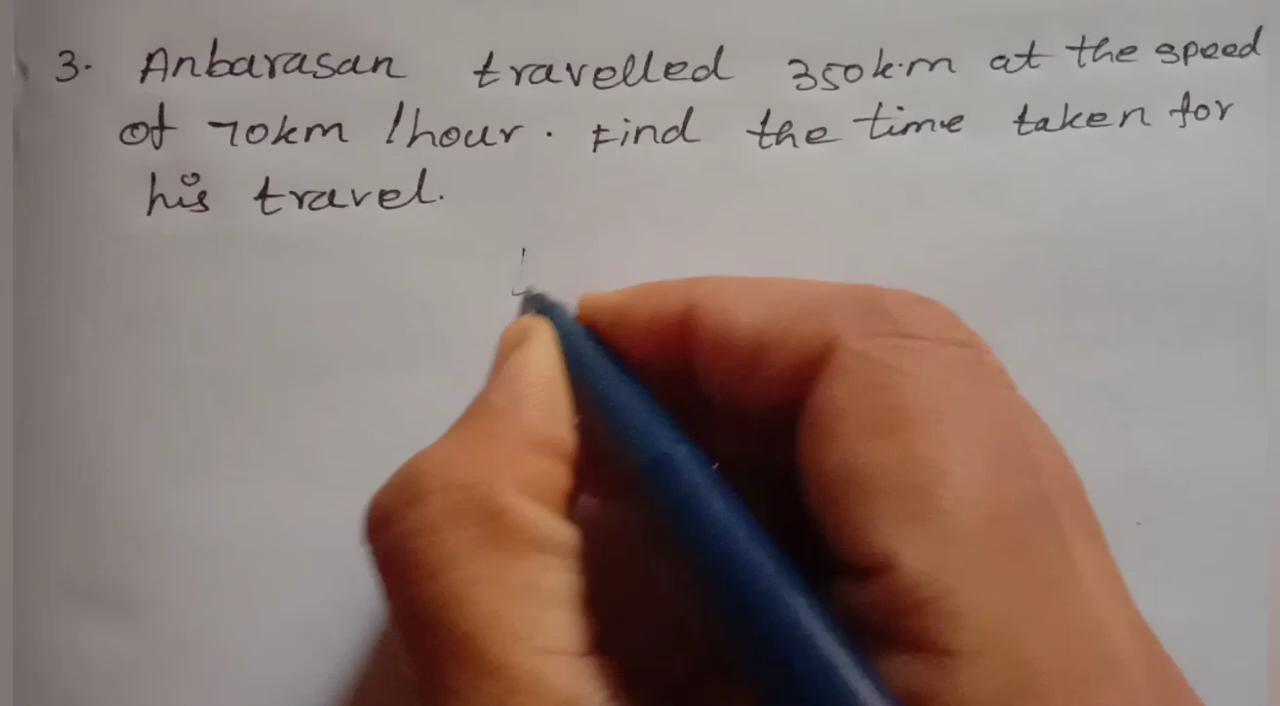 3. Anbarasan travelled 350k.m at the speed
of 70km /hour. Find the time taken for
his travel.